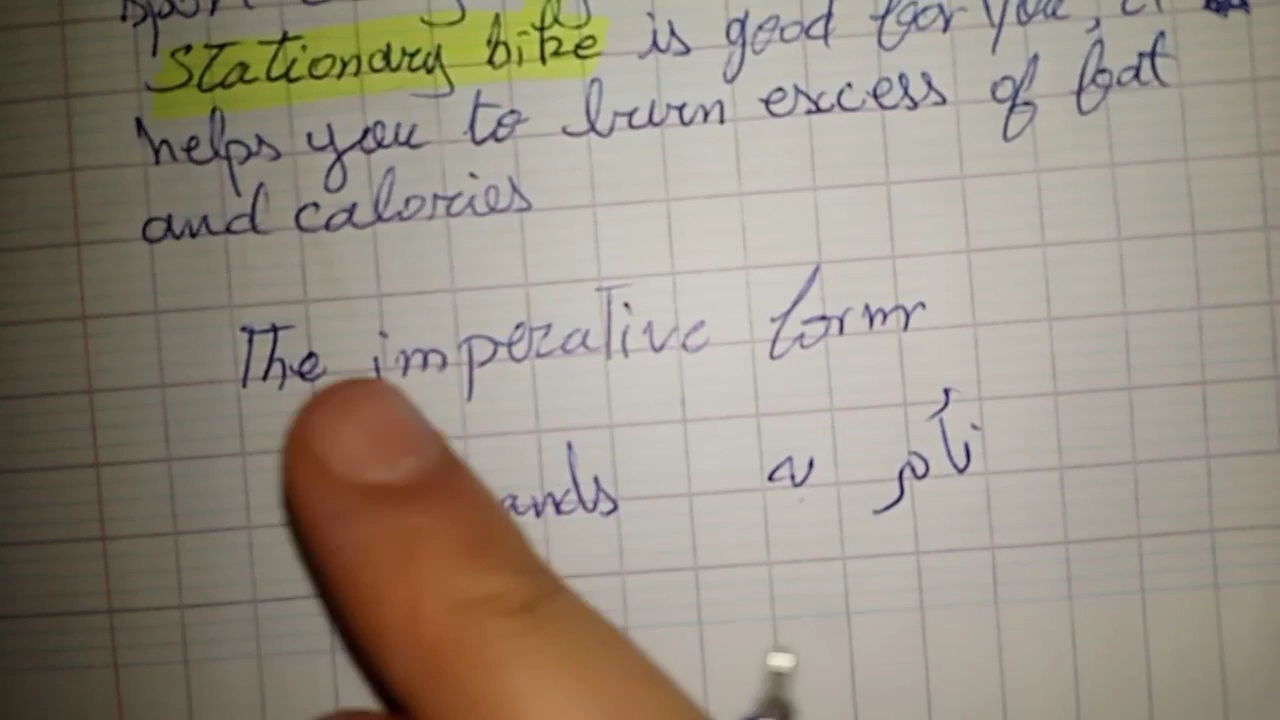 stationary bike is good for you, it
helps you to burn excess of fat
and calories
The imperative form
ands